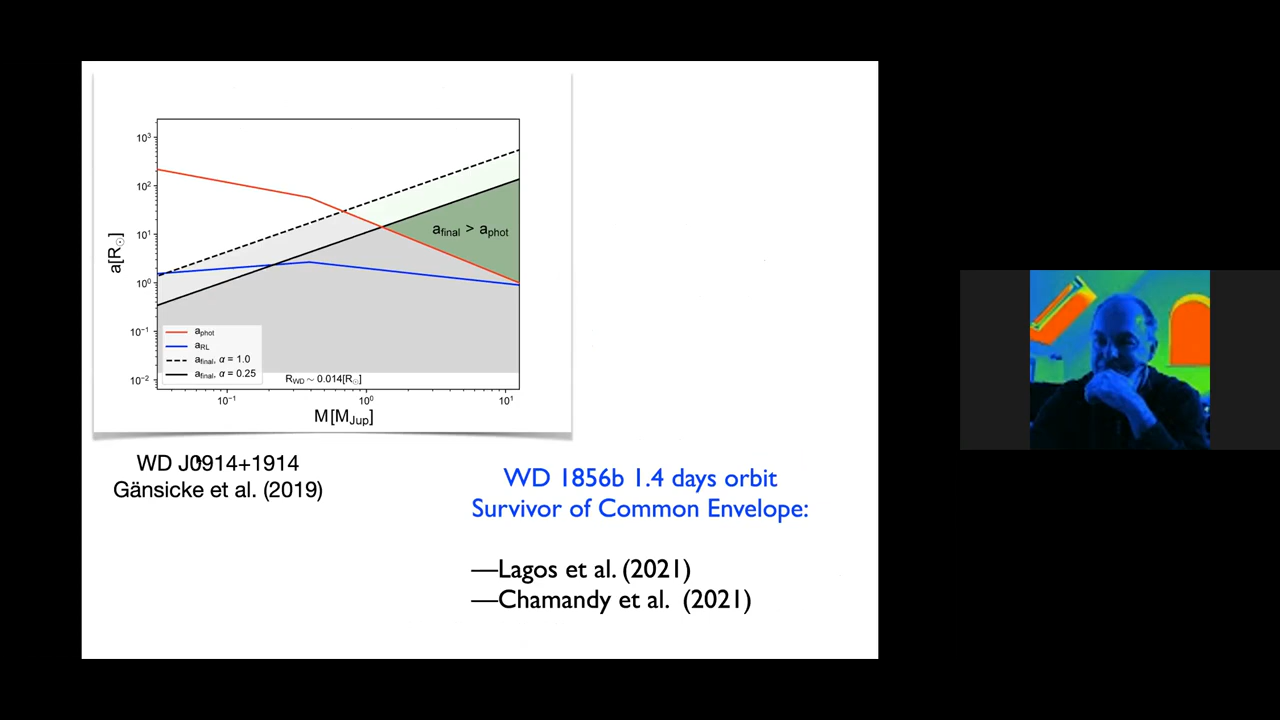 10³
10²
a_final > a_phot
10¹
a[R☉]
10⁰
10⁻¹
a_phot
a_RL
a_final, α = 1.0
a_final, α = 0.25
10⁻²
R_WD ~ 0.014[R☉]
10⁻¹ 10⁰ 10¹
M[M_Jup]
WD J0914+1914
Gänsicke et al. (2019)
WD 1856b 1.4 days orbit
Survivor of Common Envelope:
—Lagos et al. (2021)
—Chamandy et al. (2021)